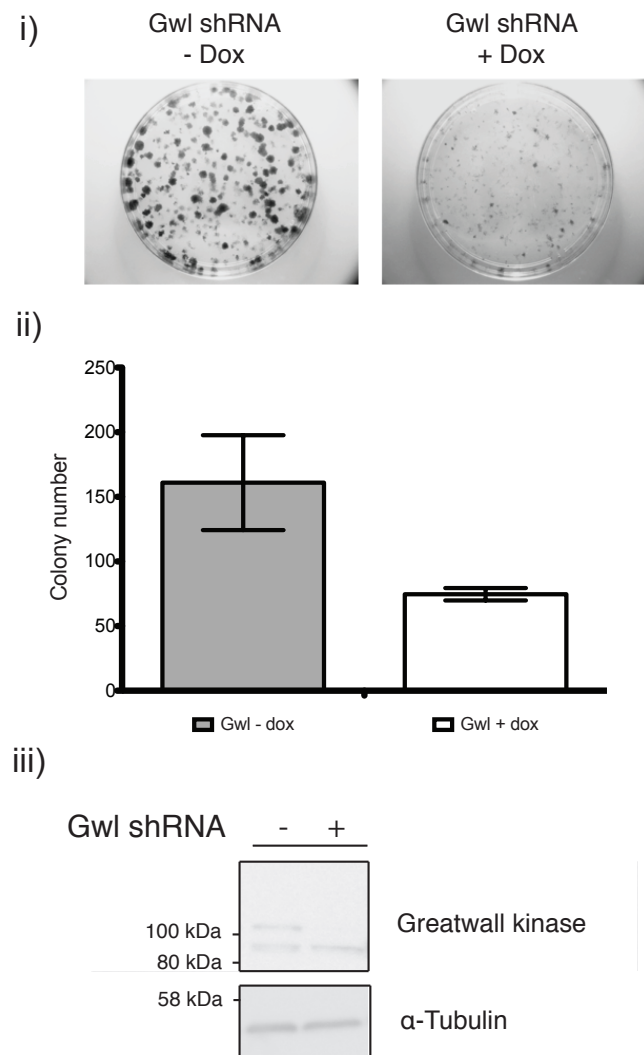 i)
Gwl shRNA
- Dox
Gwl shRNA
+ Dox
ii)
250
200
150
100
50
0
Colony number
Gwl - dox
Gwl + dox
iii)
Gwl shRNA - +
100 kDa
80 kDa
Greatwall kinase
58 kDa
α-Tubulin